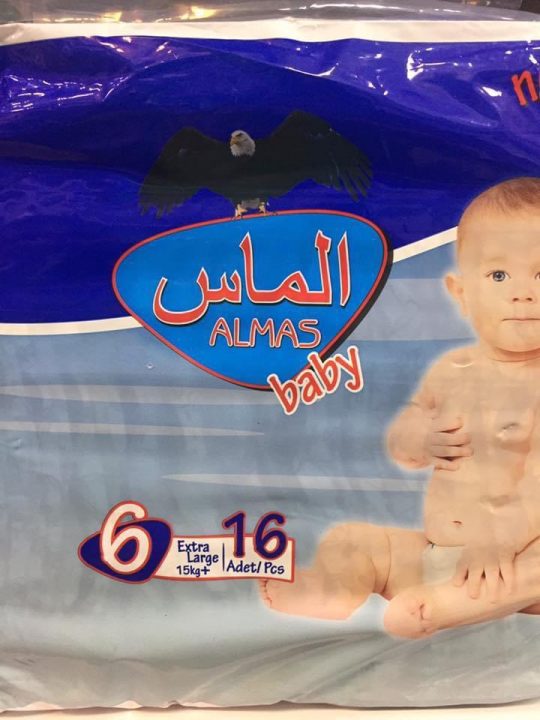 الماس
ALMAS
baby
6
Extra Large 15kg+
16
Adet/Pcs